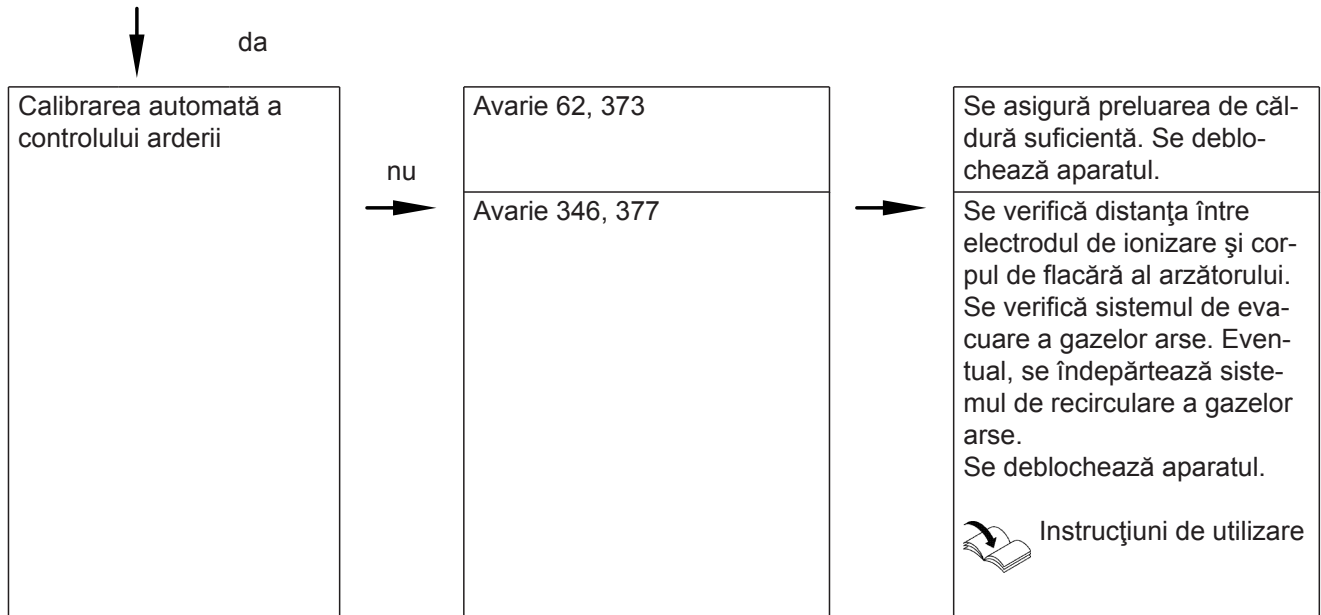 da
Calibrarea automată a
controlului arderii
nu
Avarie 62, 373
Se asigură preluarea de căl-
dură suficientă. Se deblo-
chează aparatul.
Avarie 346, 377
Se verifică distanţa între
electrodul de ionizare şi cor-
pul de flacără al arzătorului.
Se verifică sistemul de eva-
cuare a gazelor arse. Even-
tual, se îndepărtează siste-
mul de recirculare a gazelor
arse.
Se deblochează aparatul.
Instrucţiuni de utilizare